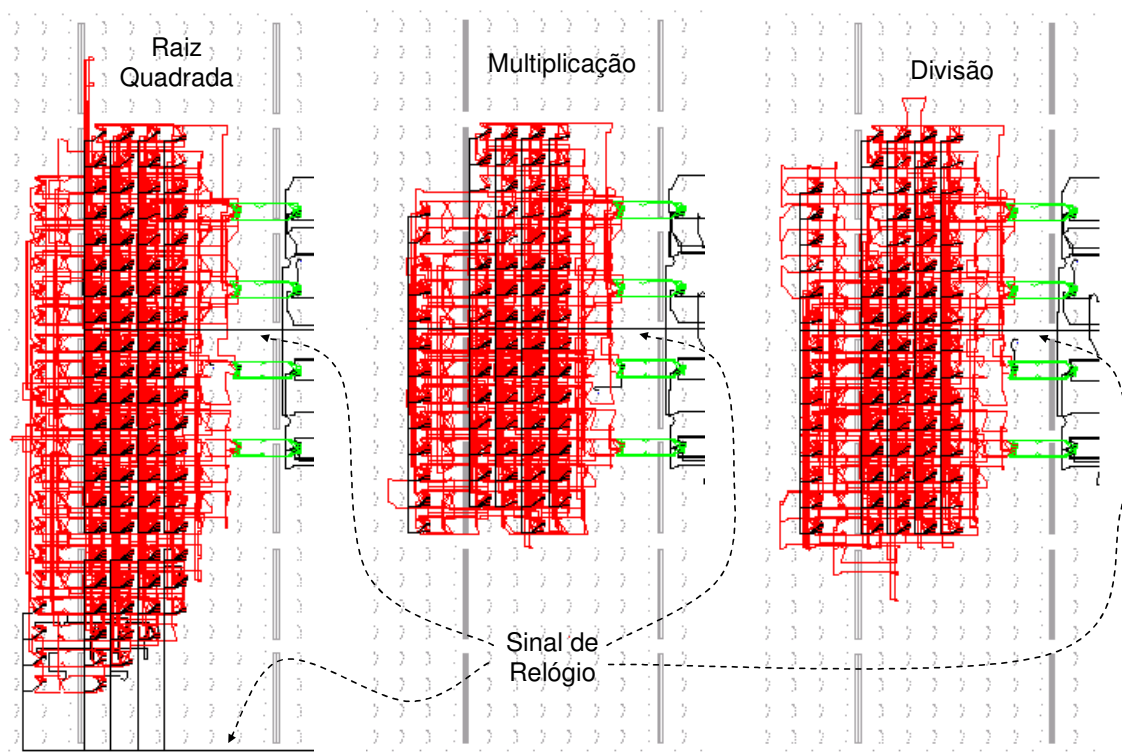 Raiz
Quadrada
Multiplicação
Divisão
Sinal de
Relógio